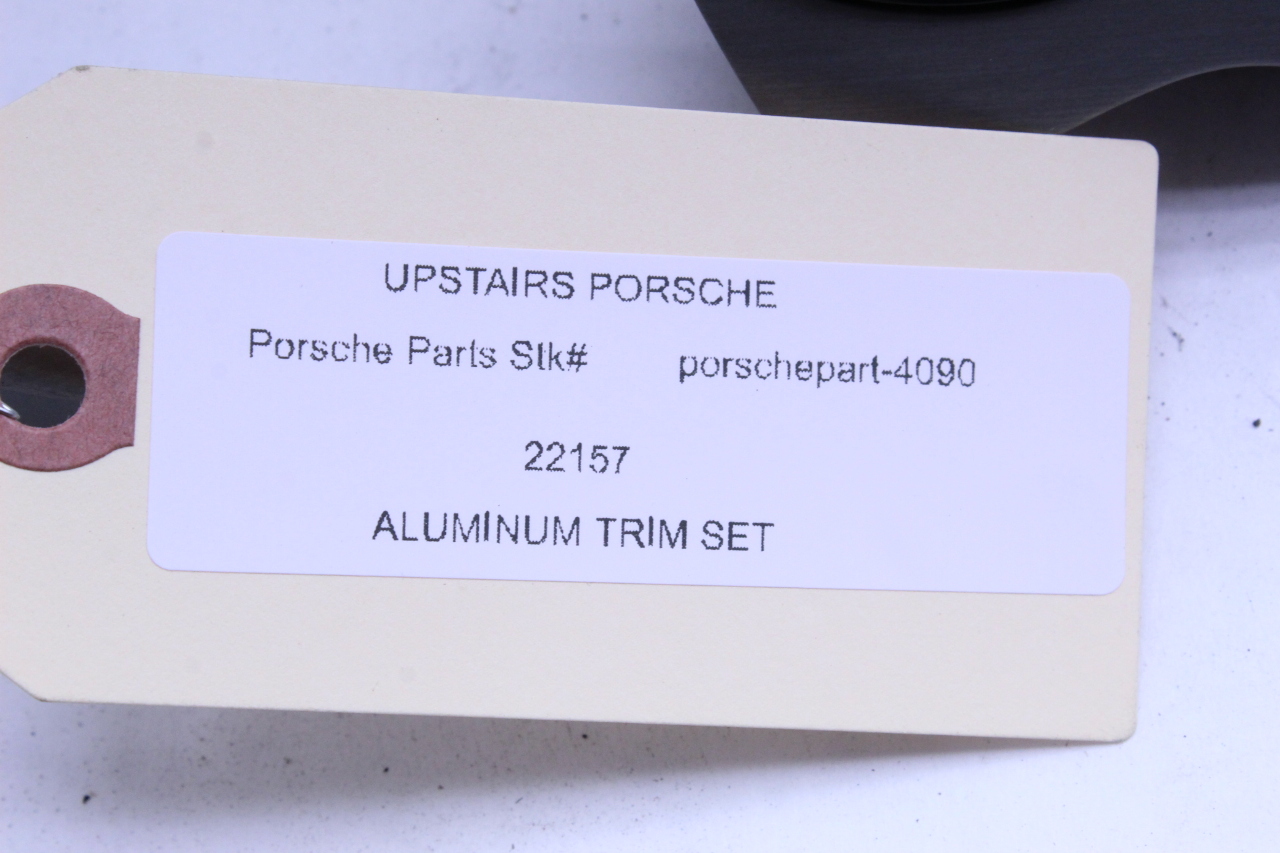 UPSTAIRS PORSCHE
Porsche Parts Stk# porschepart-4090
22157
ALUMINUM TRIM SET